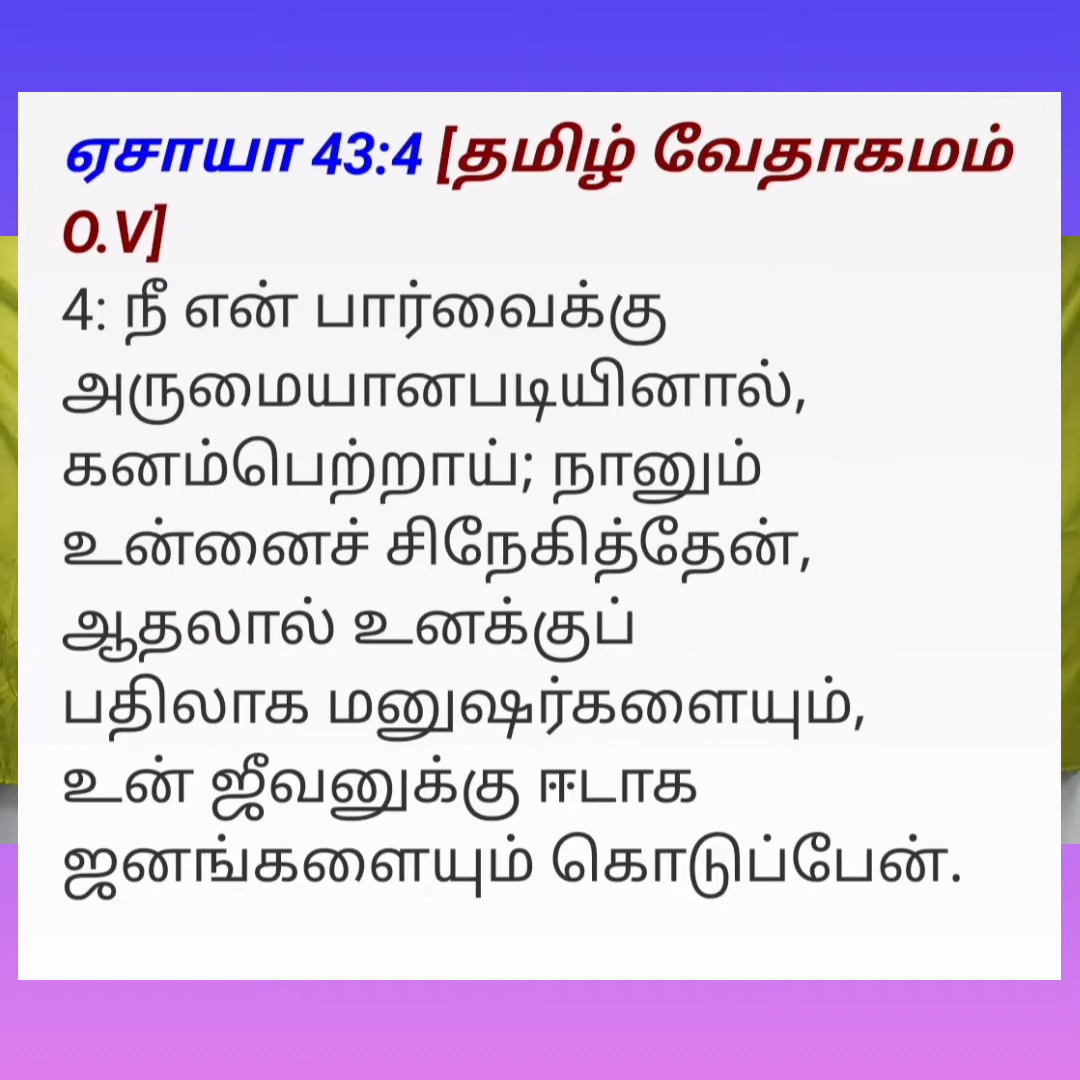 ஏசாயா 43:4 [தமிழ் வேதாகமம்
O.V]
4: நீ என் பார்வைக்கு
அருமையானபடியினால்,
கனம்பெற்றாய்; நானும்
உன்னைச் சிநேகித்தேன்,
ஆதலால் உனக்குப்
பதிலாக மனுஷர்களையும்,
உன் ஜீவனுக்கு ஈடாக
ஜனங்களையும் கொடுப்பேன்.